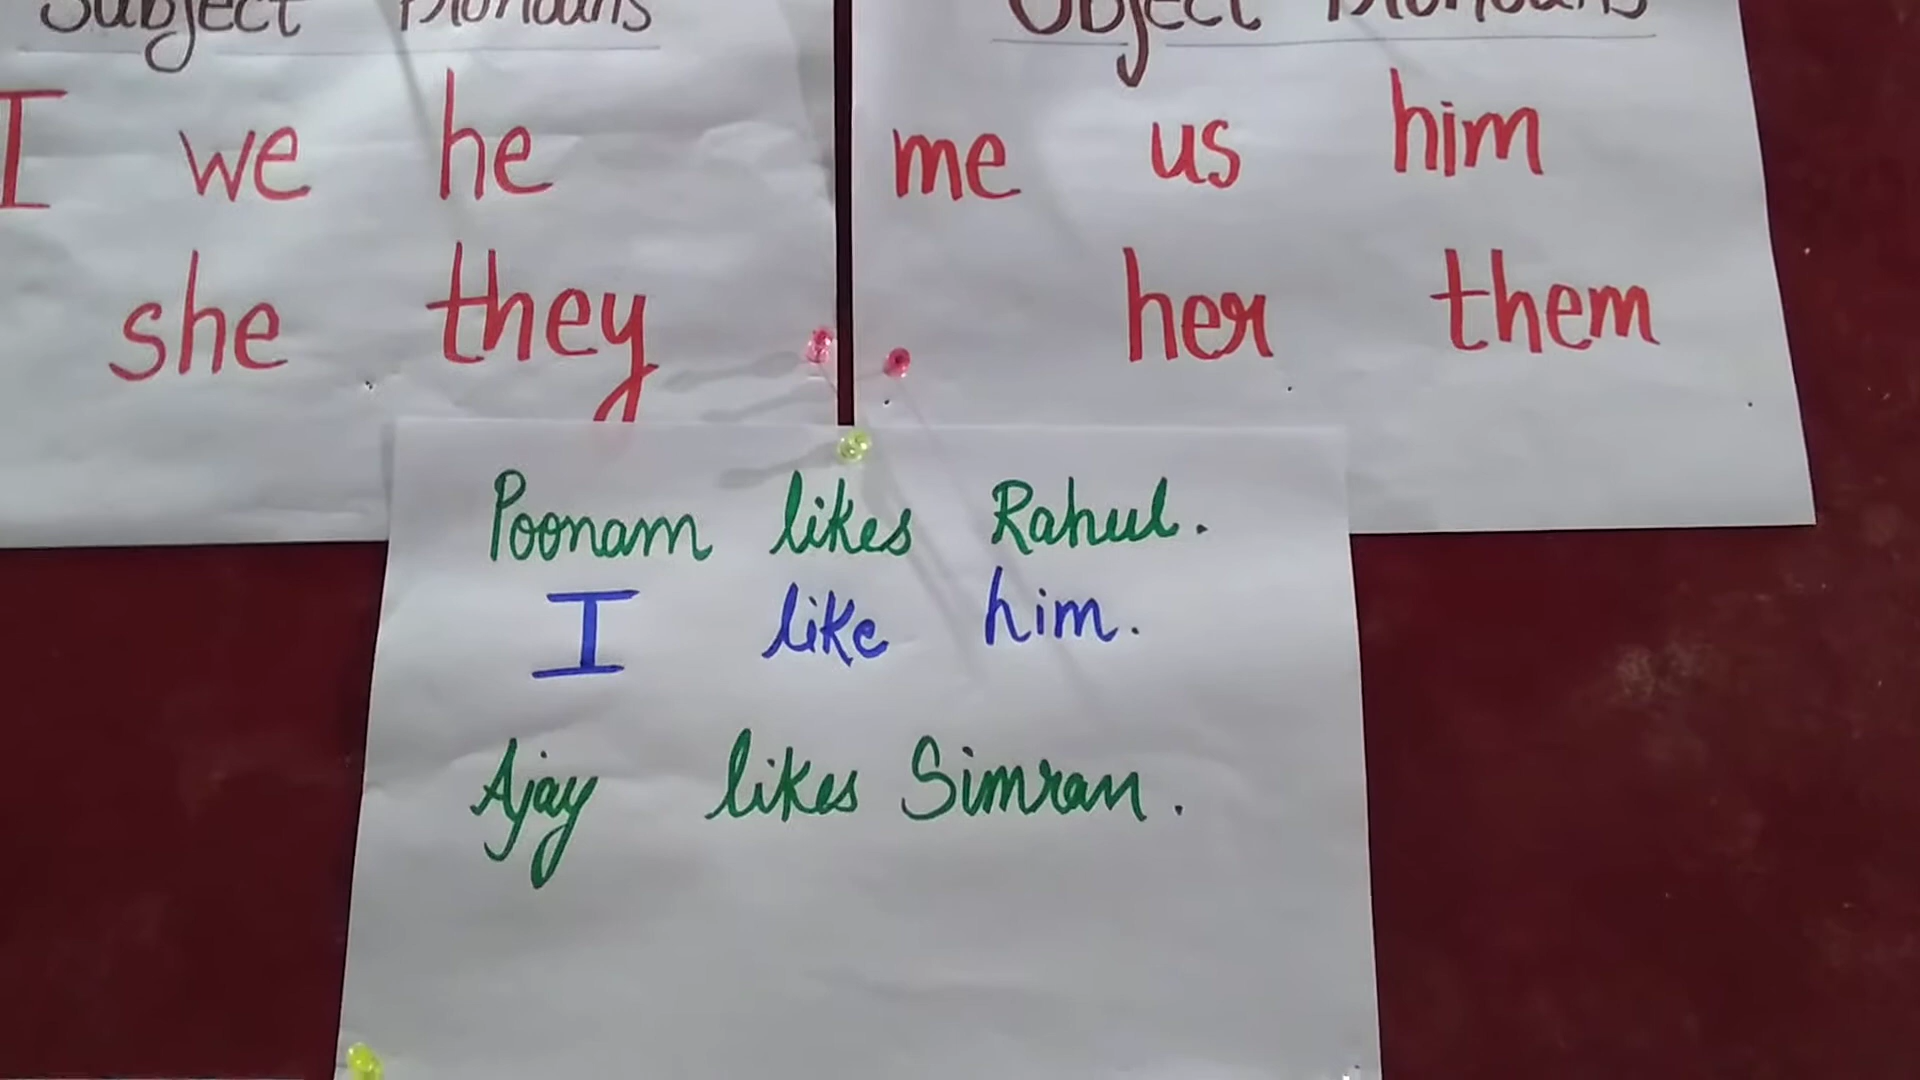 Subject Pronouns
I we he
she they
Object Pronouns
me us him
her them
Poonam likes Rahul.
I like him.
Ajay likes Simran.